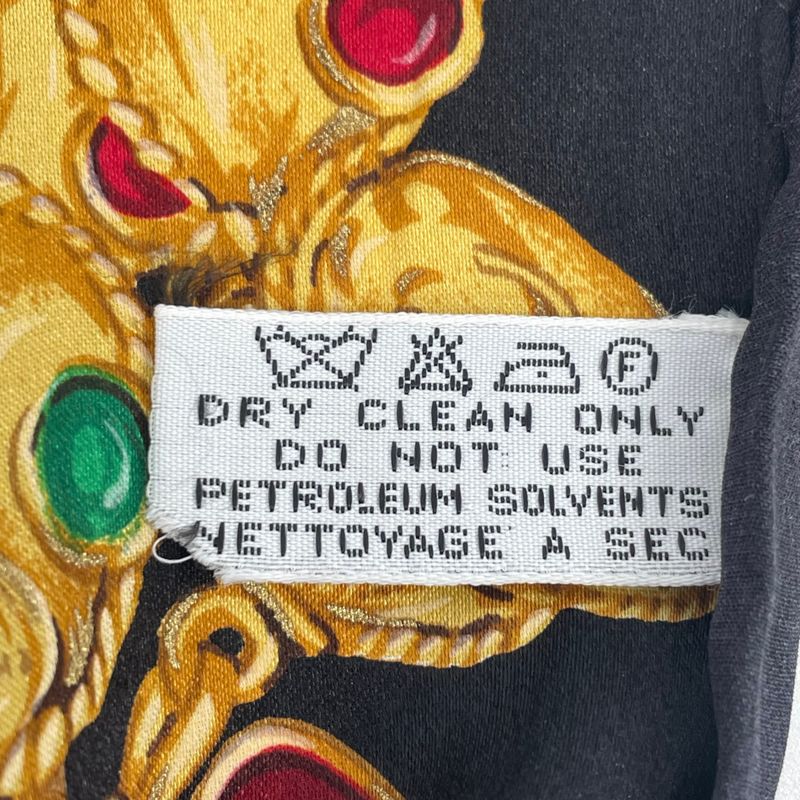 F
DRY CLEAN ONLY
DO NOT USE
PETROLEUM SOLVENTS
NETTOYAGE A SEC